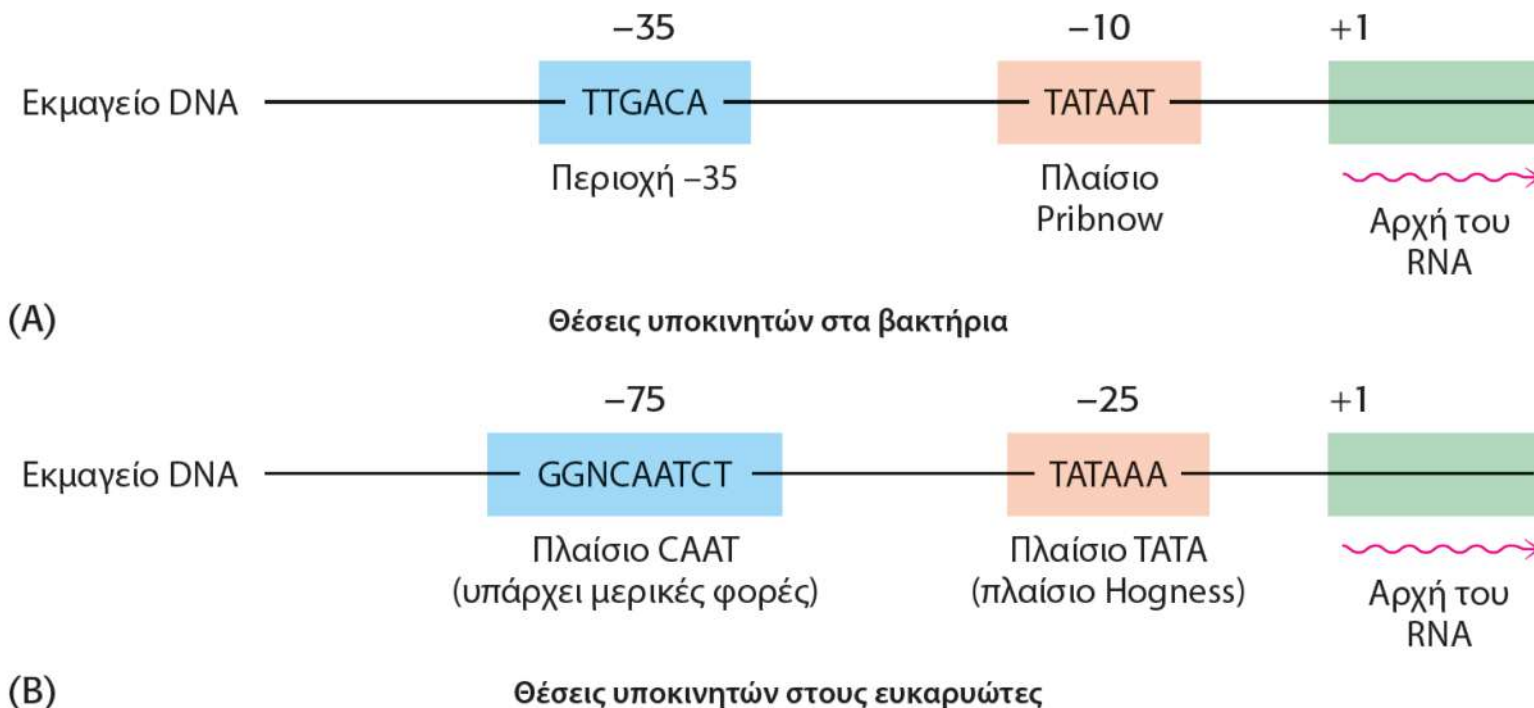 −35 −10 +1
Εκμαγείο DNA TTGACA TATAAT
Περιοχή −35 Πλαίσιο
Pribnow
Αρχή του
RNA
(A) Θέσεις υποκινητών στα βακτήρια
−75 −25 +1
Εκμαγείο DNA GGNCAATCT TATAAA
Πλαίσιο CAAT
(υπάρχει μερικές φορές)
Πλαίσιο TATA
(πλαίσιο Hogness)
Αρχή του
RNA
(B) Θέσεις υποκινητών στους ευκαρυώτες